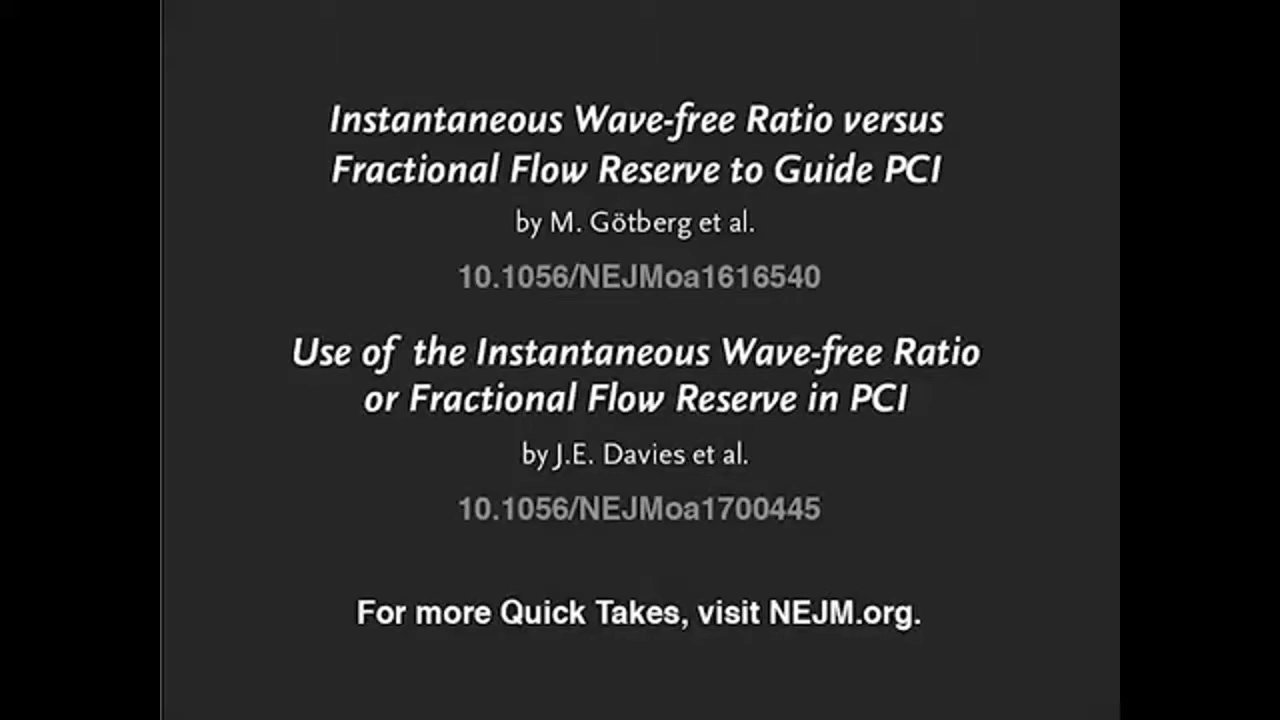 Instantaneous Wave-free Ratio versus
Fractional Flow Reserve to Guide PCI
by M. Götberg et al.
10.1056/NEJMoa1616540
Use of the Instantaneous Wave-free Ratio
or Fractional Flow Reserve in PCI
by J.E. Davies et al.
10.1056/NEJMoa1700445
For more Quick Takes, visit NEJM.org.